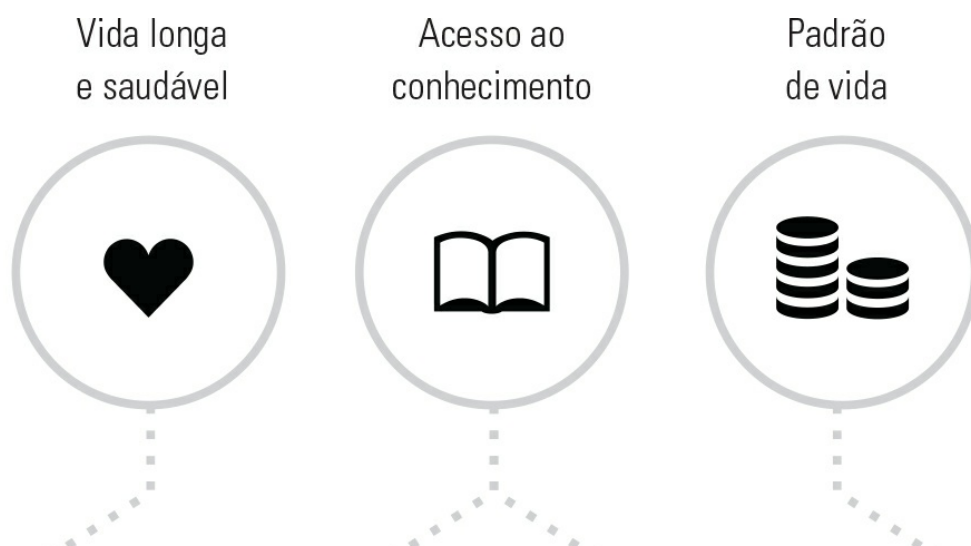 Vida longa
e saudável
Acesso ao
conhecimento
Padrão
de vida